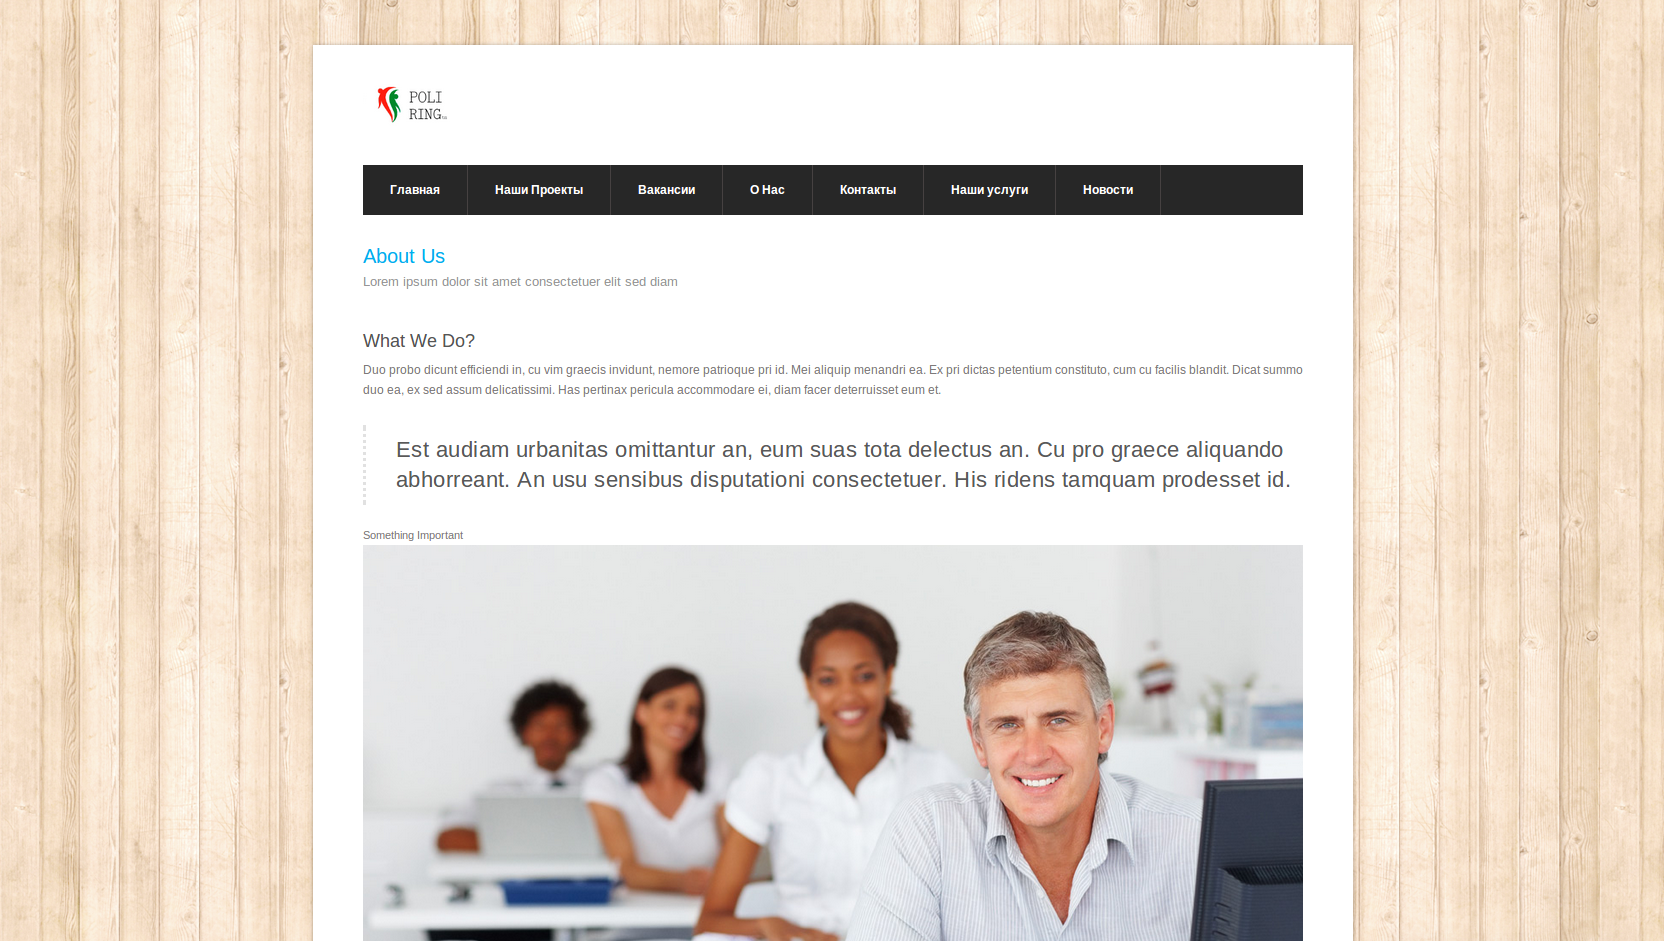 POLI
RING
Главная
Наши Проекты
Вакансии
О Нас
Контакты
Наши услуги
Новости
About Us
Lorem ipsum dolor sit amet consectetuer elit sed diam
What We Do?
Duo probo dicunt efficiendi in, cu vim graecis invidunt, nemore patrioque pri id. Mei aliquip menandri ea. Ex pri dictas petentium constituto, cum cu facilis blandit. Dicat summo
duo ea, ex sed assum delicatissimi. Has pertinax pericula accommodare ei, diam facer deterruisset eum et.
Est audiam urbanitas omittantur an, eum suas tota delectus an. Cu pro graece aliquando
abhorreant. An usu sensibus disputationi consectetuer. His ridens tamquam prodesset id.
Something Important